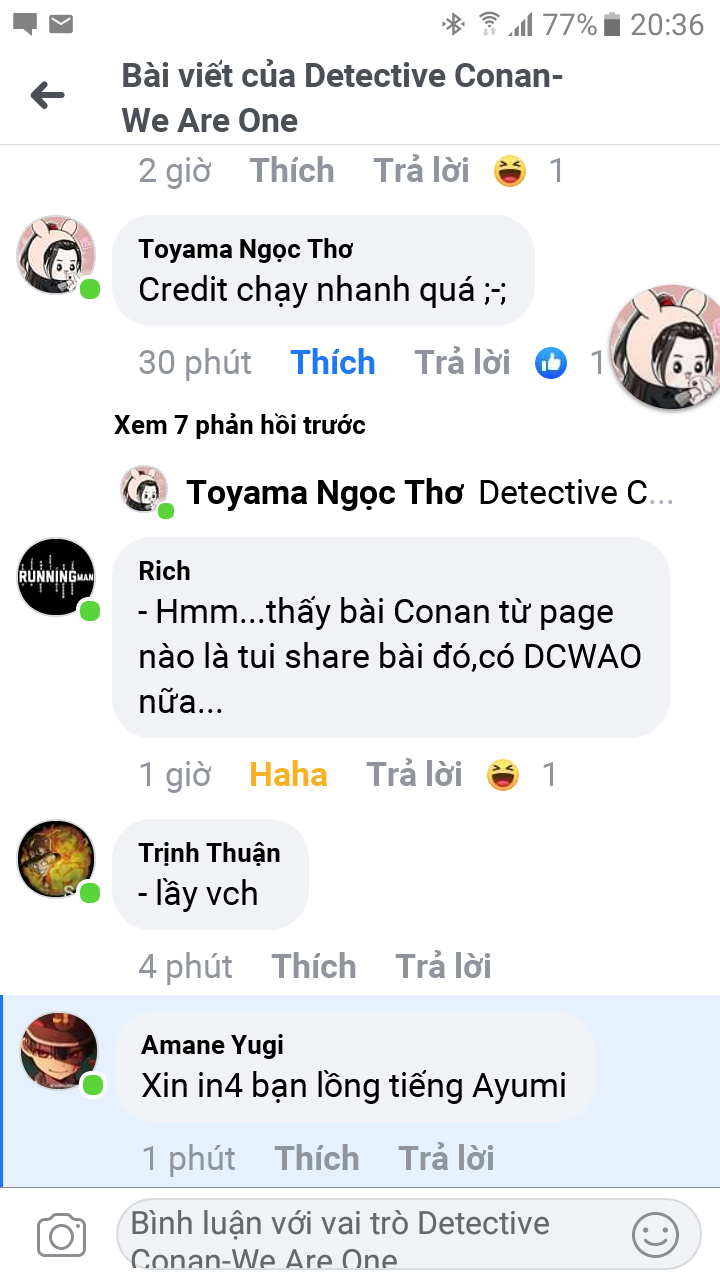 77% 20:36
Bài viết của Detective Conan-
We Are One
2 giờ Thích Trả lời 1
Toyama Ngọc Thơ
Credit chạy nhanh quá ;-;
30 phút Thích Trả lời 1
Xem 7 phản hồi trước
Toyama Ngọc Thơ Detective C...
RUNNINGMAN
Rich
- Hmm...thấy bài Conan từ page
nào là tui share bài đó,có DCWAO
nữa...
1 giờ Haha Trả lời 1
Trịnh Thuận
- lầy vch
4 phút Thích Trả lời
Amane Yugi
Xin in4 bạn lồng tiếng Ayumi
1 phút Thích Trả lời
Bình luận với vai trò Detective
Conan-We Are One